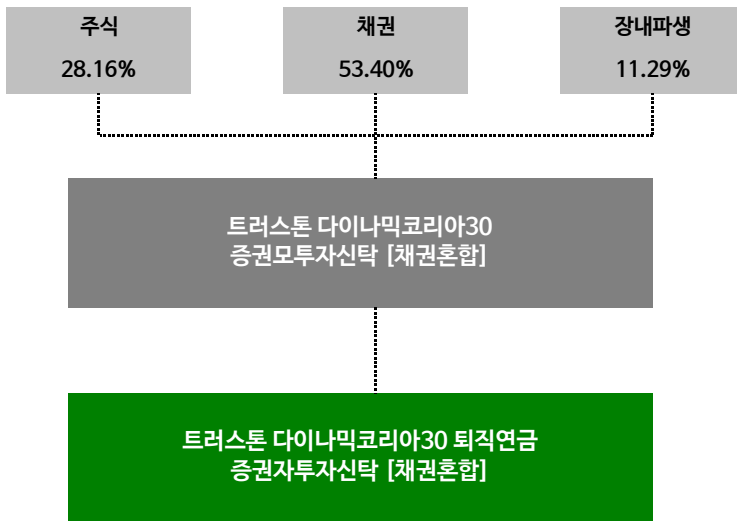 주식
28.16%
채권
53.40%
장내파생
11.29%
트러스톤 다이나믹코리아30
증권모투자신탁 [채권혼합]
트러스톤 다이나믹코리아30 퇴직연금
증권자투자신탁 [채권혼합]